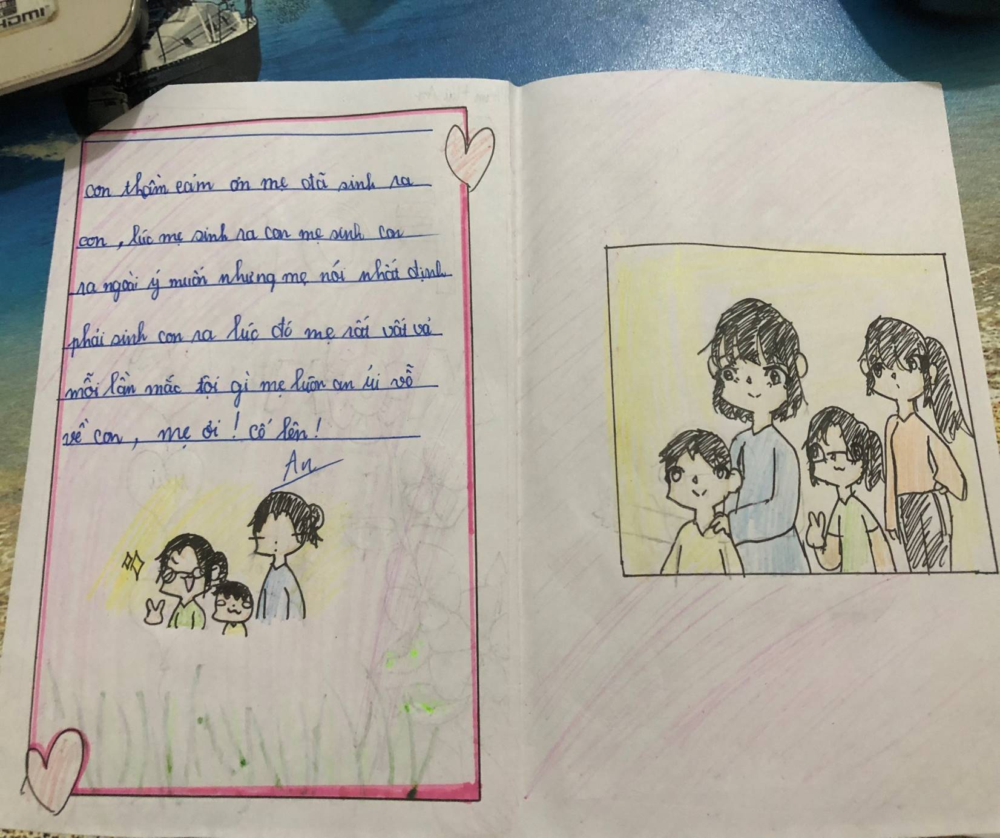 HDMI
con thầm cảm ơn mẹ đã sinh ra
con, lúc mẹ sinh ra con mẹ sinh con
ra ngoài ý muốn nhưng mẹ nói nhất định
phải sinh con ra lúc đó mẹ rất vất vả
mỗi lần mắc tội gì mẹ luôn an ủi vỗ
về con, mẹ ơi! cố lên!
An